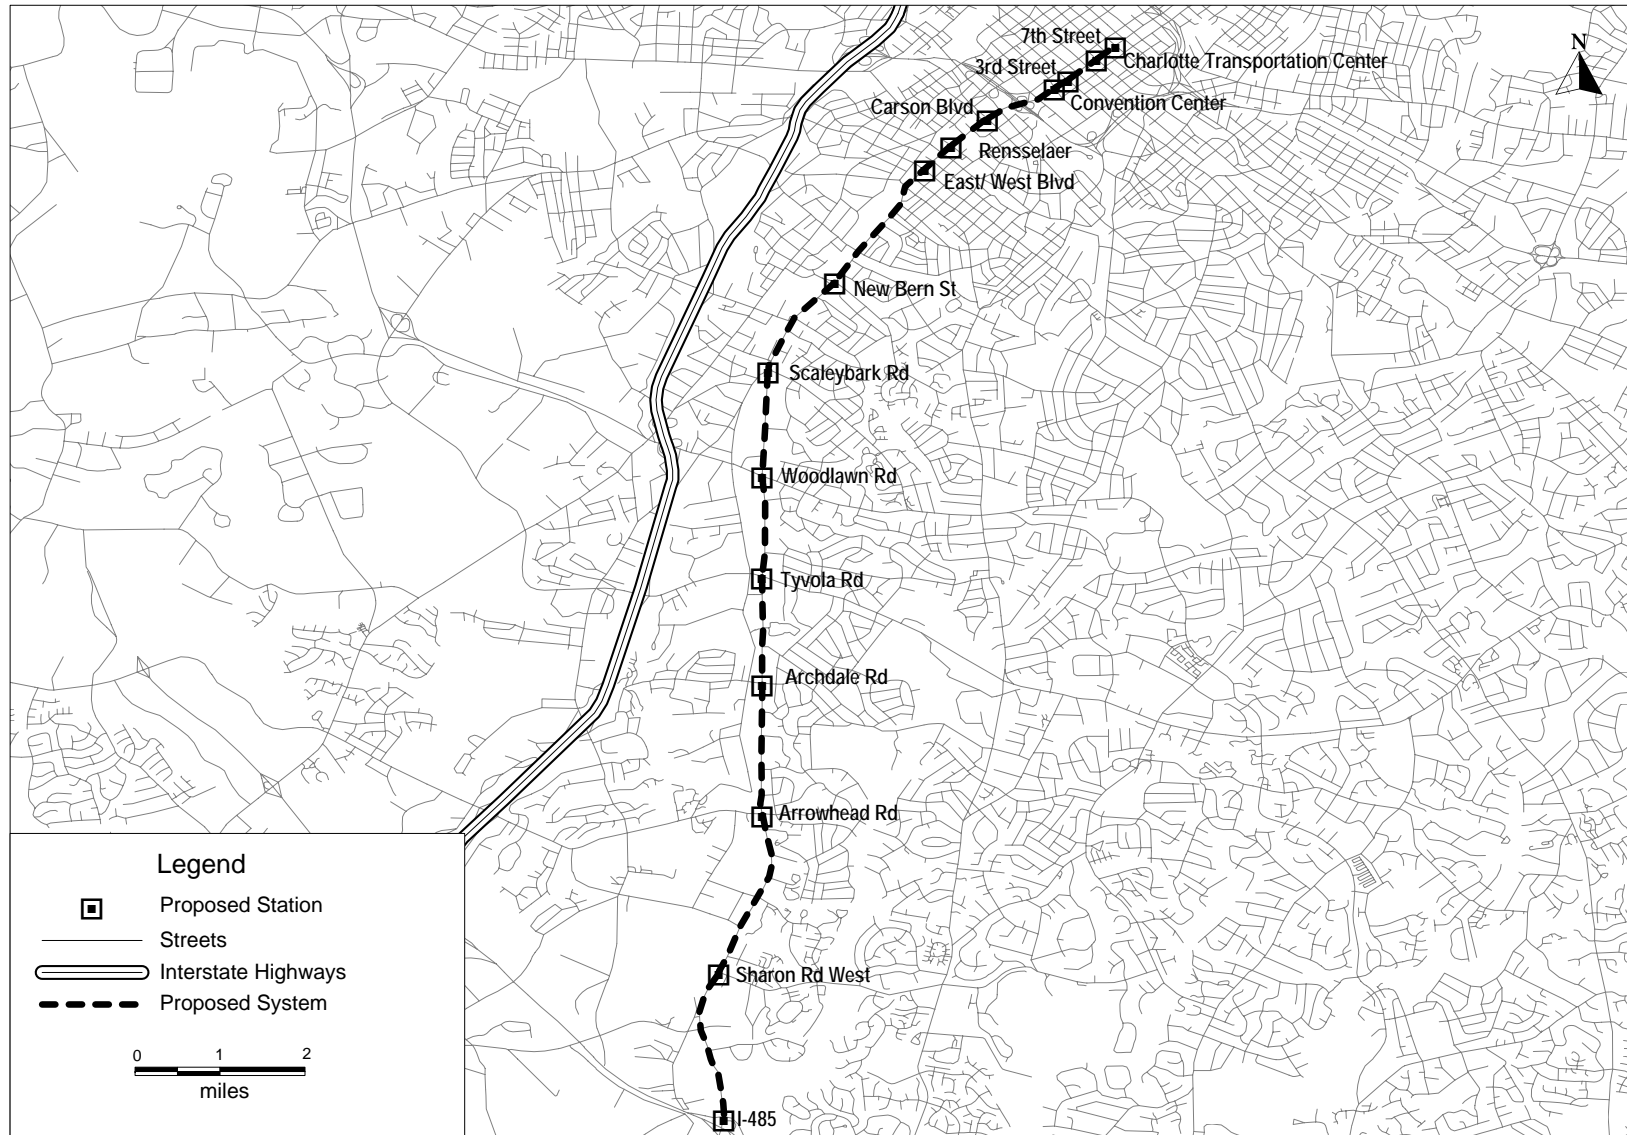 7th Street
N
Charlotte Transportation Center
3rd Street
Convention Center
Carson Blvd
Rensselaer
East/ West Blvd
New Bern St
Scaleybark Rd
Woodlawn Rd
Tyvola Rd
Archdale Rd
Arrowhead Rd
Sharon Rd West
I-485
Legend
Proposed Station
Streets
Interstate Highways
Proposed System
0 1 2
miles